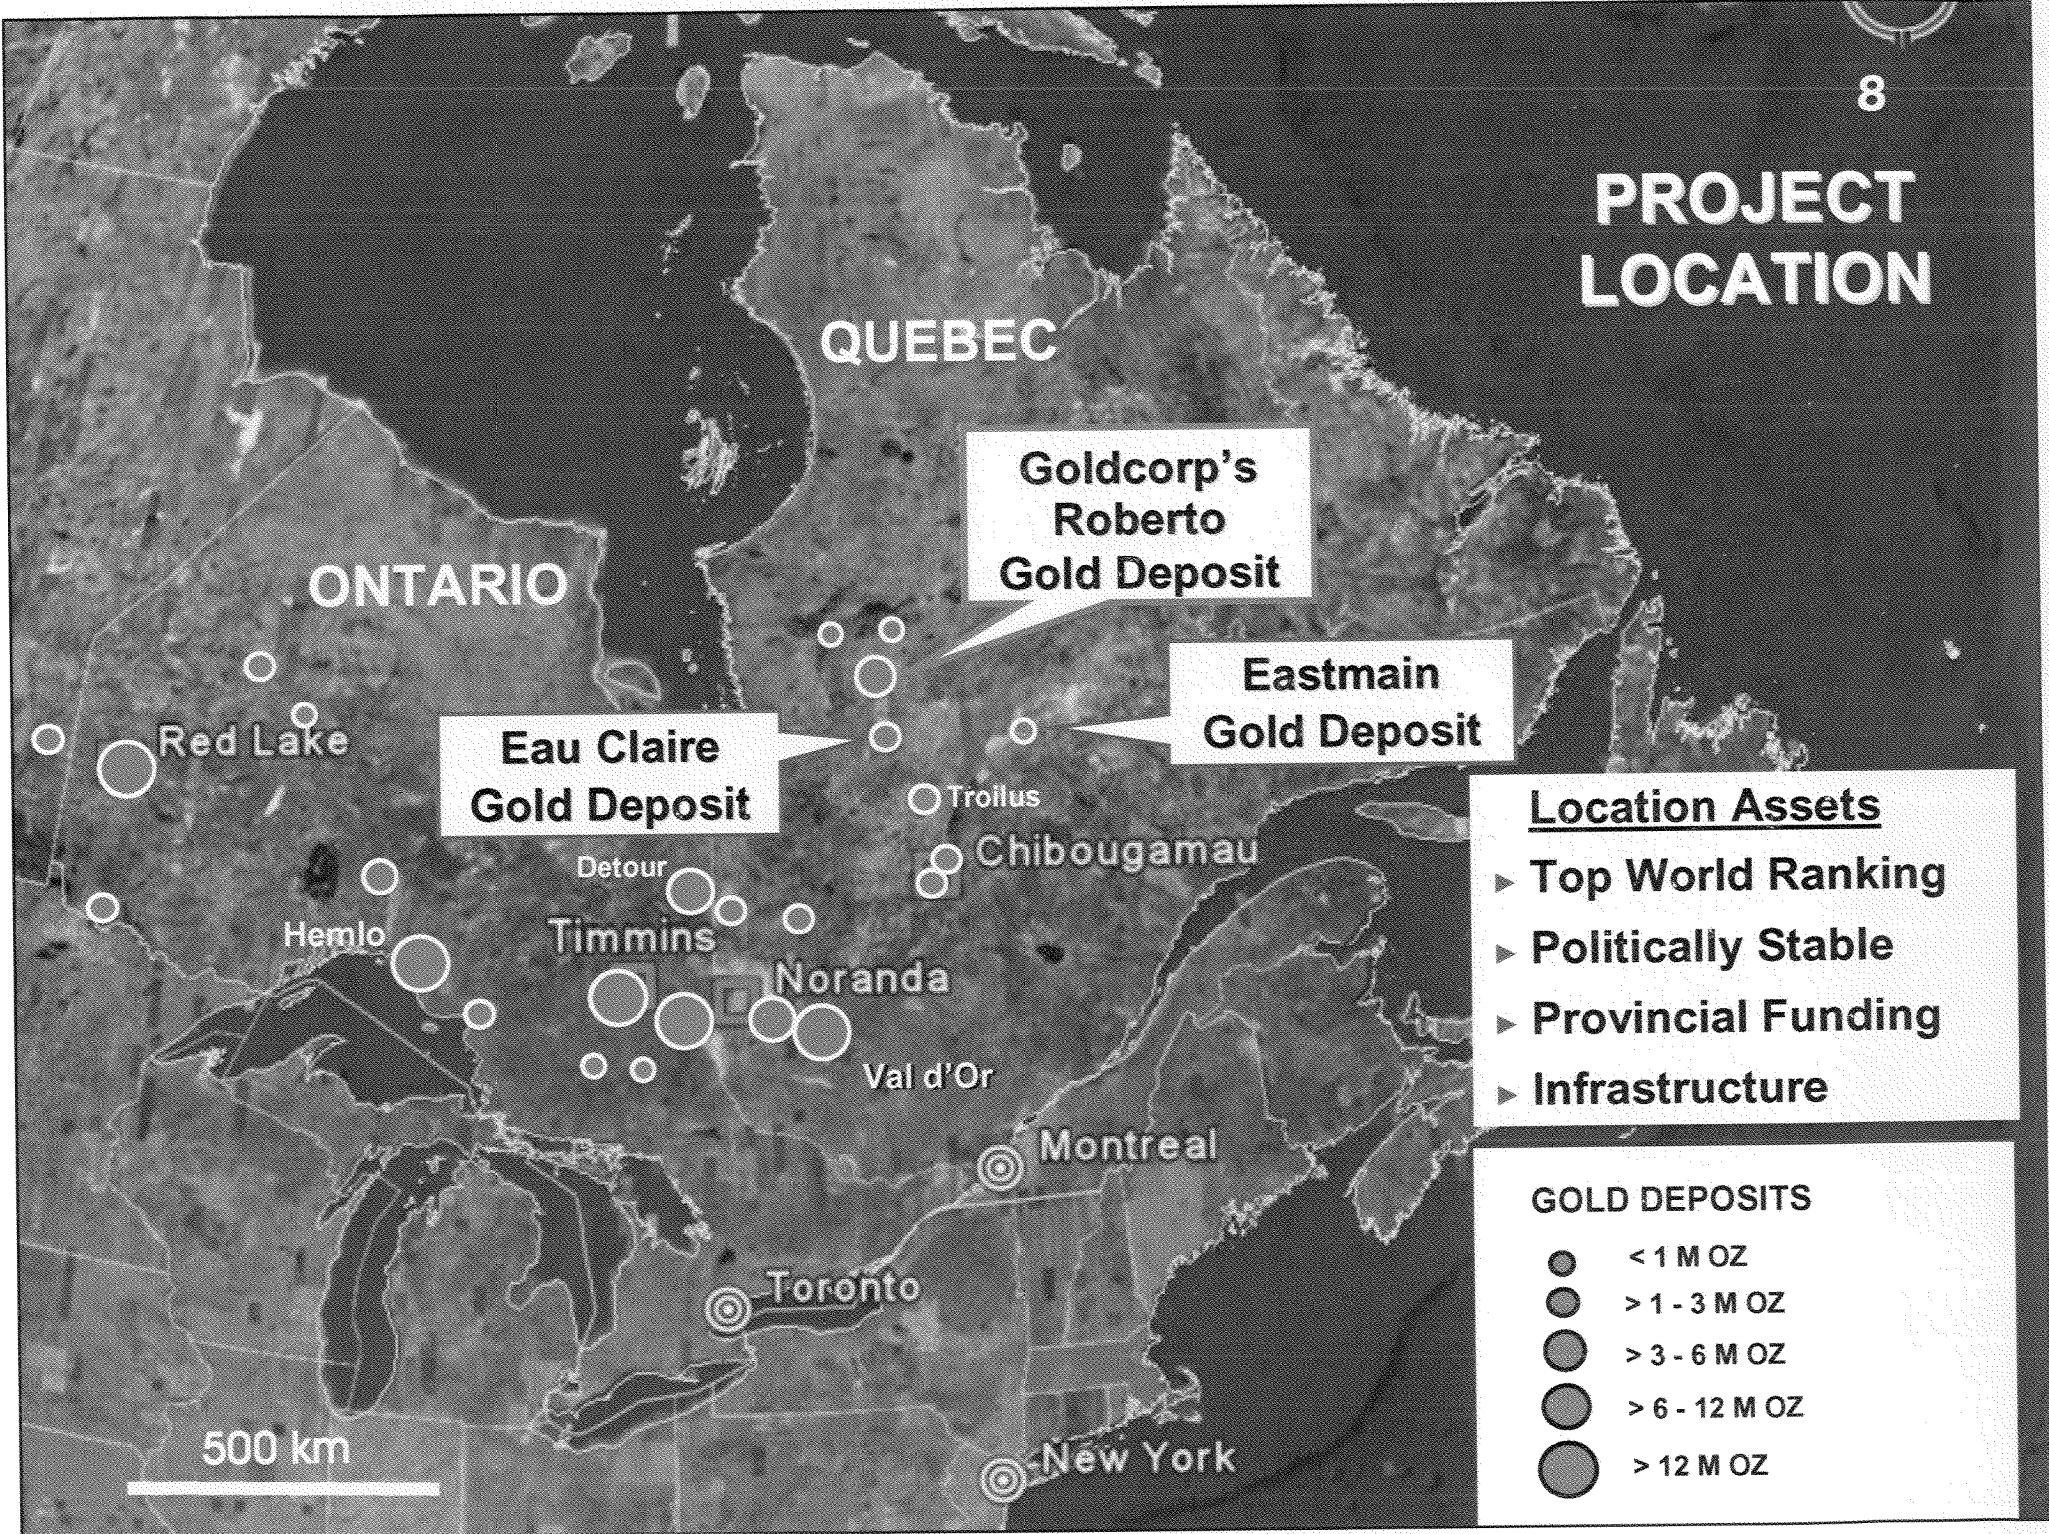 8
PROJECT
LOCATION
QUEBEC
Goldcorp's
Roberto
Gold Deposit
ONTARIO
Eastmain
Gold Deposit
Red Lake
Eau Claire
Gold Deposit
Troilus
Chibougamau
Detour
Hemlo
Timmins
Noranda
Val d'Or
Montreal
Toronto
New York
500 km
Location Assets
▸ Top World Ranking
▸ Politically Stable
▸ Provincial Funding
▸ Infrastructure
GOLD DEPOSITS
< 1 M OZ
> 1 - 3 M OZ
> 3 - 6 M OZ
> 6 - 12 M OZ
> 12 M OZ